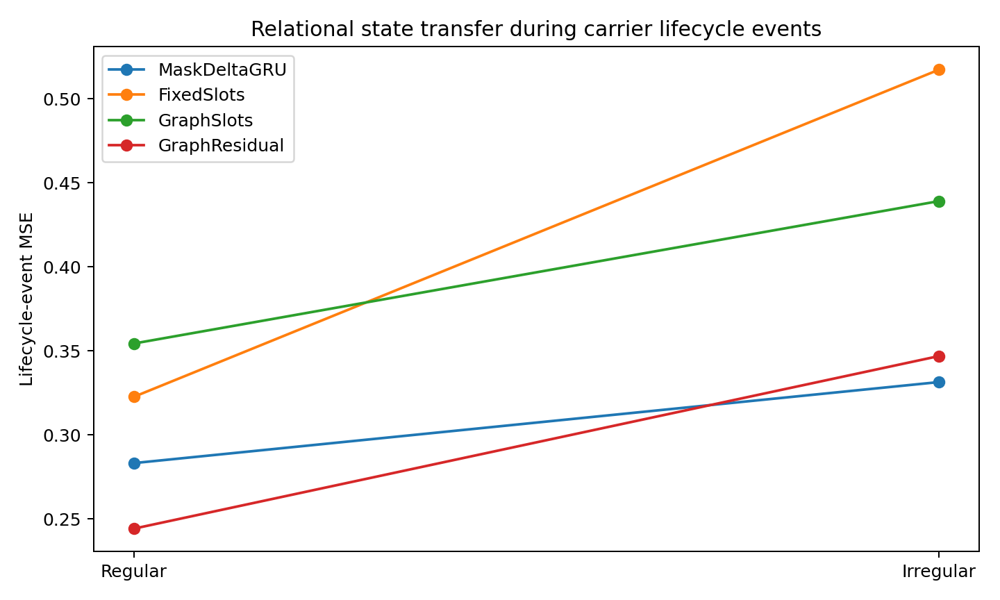 Relational state transfer during carrier lifecycle events
MaskDeltaGRU
FixedSlots
GraphSlots
GraphResidual
Lifecycle-event MSE
0.50
0.45
0.40
0.35
0.30
0.25
Regular
Irregular